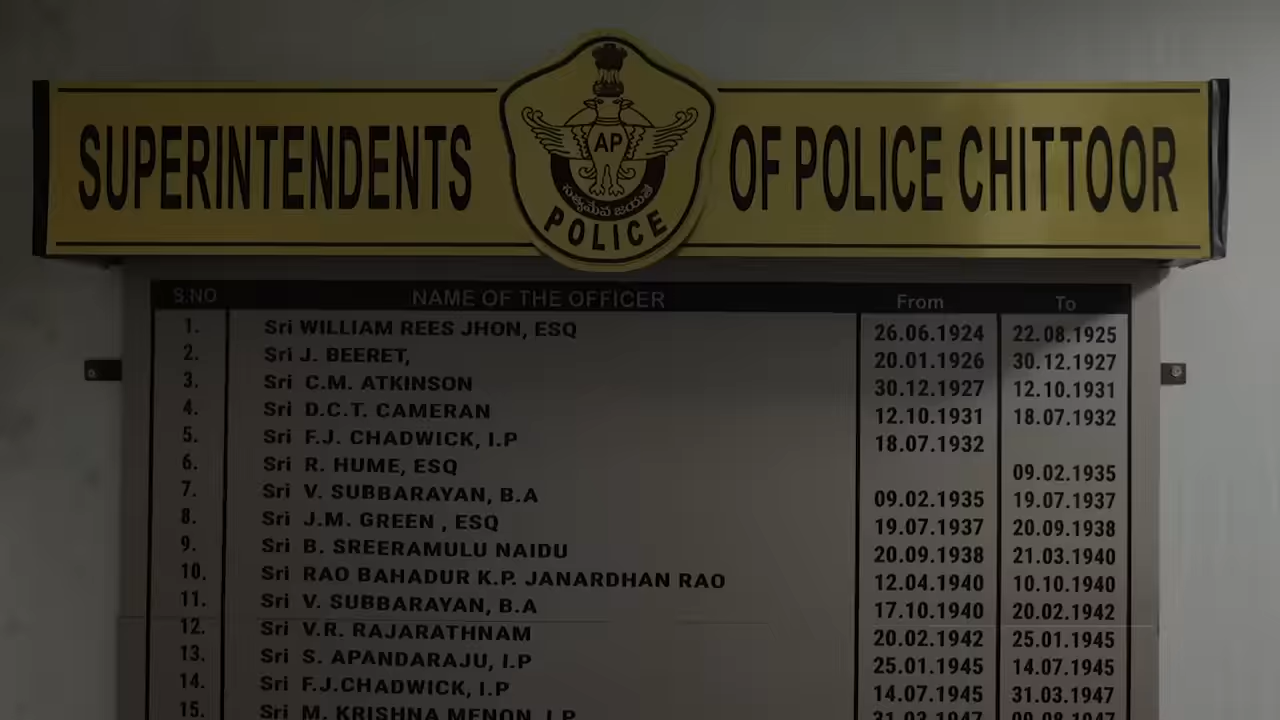 SUPERINTENDENTS OF POLICE CHITTOOR
AP
సత్యమేవ జయతే
POLICE
S.NO NAME OF THE OFFICER From To
1. Sri WILLIAM REES JHON, ESQ 26.06.1924 22.08.1925
2. Sri J. BEERET, 20.01.1926 30.12.1927
3. Sri C.M. ATKINSON 30.12.1927 12.10.1931
4. Sri D.C.T. CAMERAN 12.10.1931 18.07.1932
5. Sri F.J. CHADWICK, I.P 18.07.1932
6. Sri R. HUME, ESQ 09.02.1935
7. Sri V. SUBBARAYAN, B.A 09.02.1935 19.07.1937
8. Sri J.M. GREEN , ESQ 19.07.1937 20.09.1938
9. Sri B. SREERAMULU NAIDU 20.09.1938 21.03.1940
10. Sri RAO BAHADUR K.P. JANARDHAN RAO 12.04.1940 10.10.1940
11. Sri V. SUBBARAYAN, B.A 17.10.1940 20.02.1942
12. Sri V.R. RAJARATHNAM 20.02.1942 25.01.1945
13. Sri S. APANDARAJU, I.P 25.01.1945 14.07.1945
14. Sri F.J.CHADWICK, I.P 14.07.1945 31.03.1947
15. Sri M. KRISHNA MENON, I.P 31.03.1947